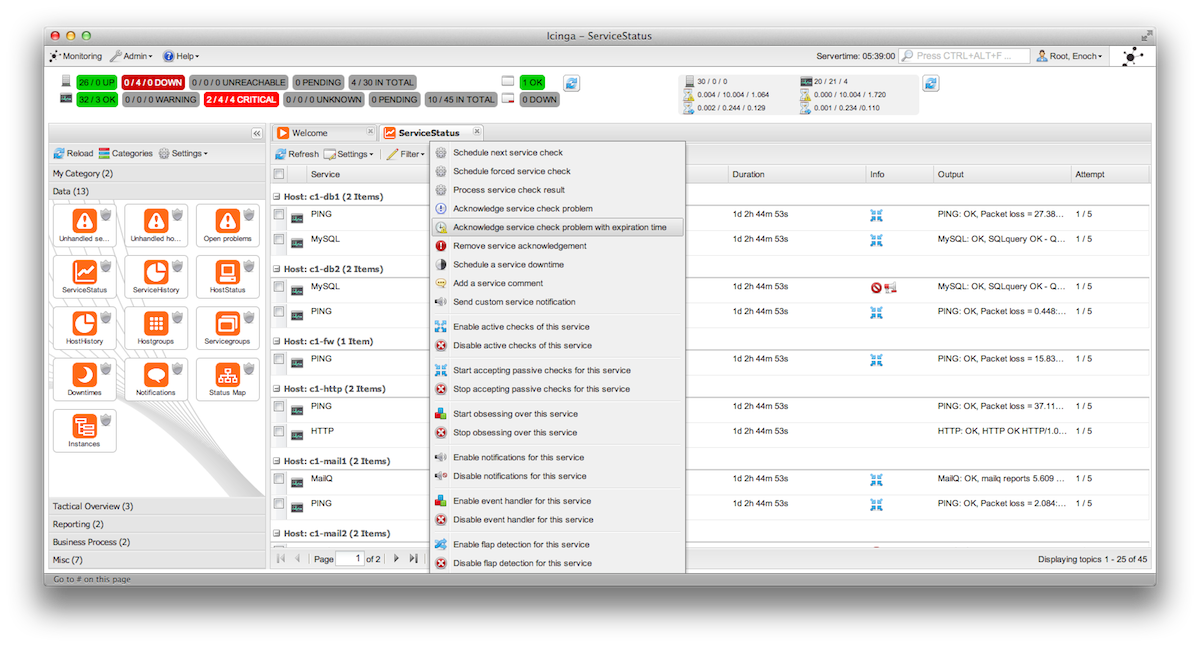 Icinga – ServiceStatus
Monitoring Admin Help Servertime: 05:39:00 Press CTRL+ALT+F ... Root, Enoch
26 / 0 UP 0 / 4 / 0 DOWN 0 / 0 / 0 UNREACHABLE 0 PENDING 4 / 30 IN TOTAL 1 OK 30 / 0 / 0 20 / 21 / 4
32 / 3 OK 0 / 0 / 0 WARNING 2 / 4 / 4 CRITICAL 0 / 0 / 0 UNKNOWN 0 PENDING 10 / 45 IN TOTAL 0 DOWN 0.004 / 10.004 / 1.064 0.000 / 10.004 / 1.720
0.002 / 0.244 / 0.129 0.001 / 0.234 /0.110
Welcome ServiceStatus
Reload Categories Settings
My Category (2)
Data (13)
Unhandled se... Unhandled ho... Open problems
ServiceStatus ServiceHistory HostStatus
HostHistory Hostgroups Servicegroups
Downtimes Notifications Status Map
Instances
Tactical Overview (3)
Reporting (2)
Business Process (2)
Misc (7)
Refresh Settings Filter
Service Duration Info Output Attempt
Host: c1-db1 (2 Items)
PING 1d 2h 44m 53s PING: OK, Packet loss = 27.38... 1 / 5
MySQL 1d 2h 44m 53s MySQL: OK, SQLquery OK - Q... 1 / 5
Host: c1-db2 (2 Items)
MySQL 1d 2h 44m 53s MySQL: OK, SQLquery OK - Q... 1 / 5
PING 1d 2h 44m 53s PING: OK, Packet loss = 0.448:... 1 / 5
Host: c1-fw (1 Item)
PING 1d 2h 44m 53s PING: OK, Packet loss = 15.83... 1 / 5
Host: c1-http (2 Items)
PING 1d 2h 44m 53s PING: OK, Packet loss = 37.11... 1 / 5
HTTP 1d 2h 44m 53s HTTP: OK, HTTP OK HTTP/1.0... 1 / 5
Host: c1-mail1 (2 Items)
MailQ 1d 2h 44m 53s MailQ: OK, mailq reports 5.609 ... 1 / 5
PING 1d 2h 44m 53s PING: OK, Packet loss = 2.084:... 1 / 5
Host: c1-mail2 (2 Items)
Schedule next service check
Schedule forced service check
Process service check result
Acknowledge service check problem
Acknowledge service check problem with expiration time
Remove service acknowledgement
Schedule a service downtime
Add a service comment
Send custom service notification
Enable active checks of this service
Disable active checks of this service
Start accepting passive checks for this service
Stop accepting passive checks for this service
Start obsessing over this service
Stop obsessing over this service
Enable notifications for this service
Disable notifications for this service
Enable event handler for this service
Disable event handler for this service
Enable flap detection for this service
Disable flap detection for this service
Page 1 of 2 Displaying topics 1 - 25 of 45
Go to # on this page